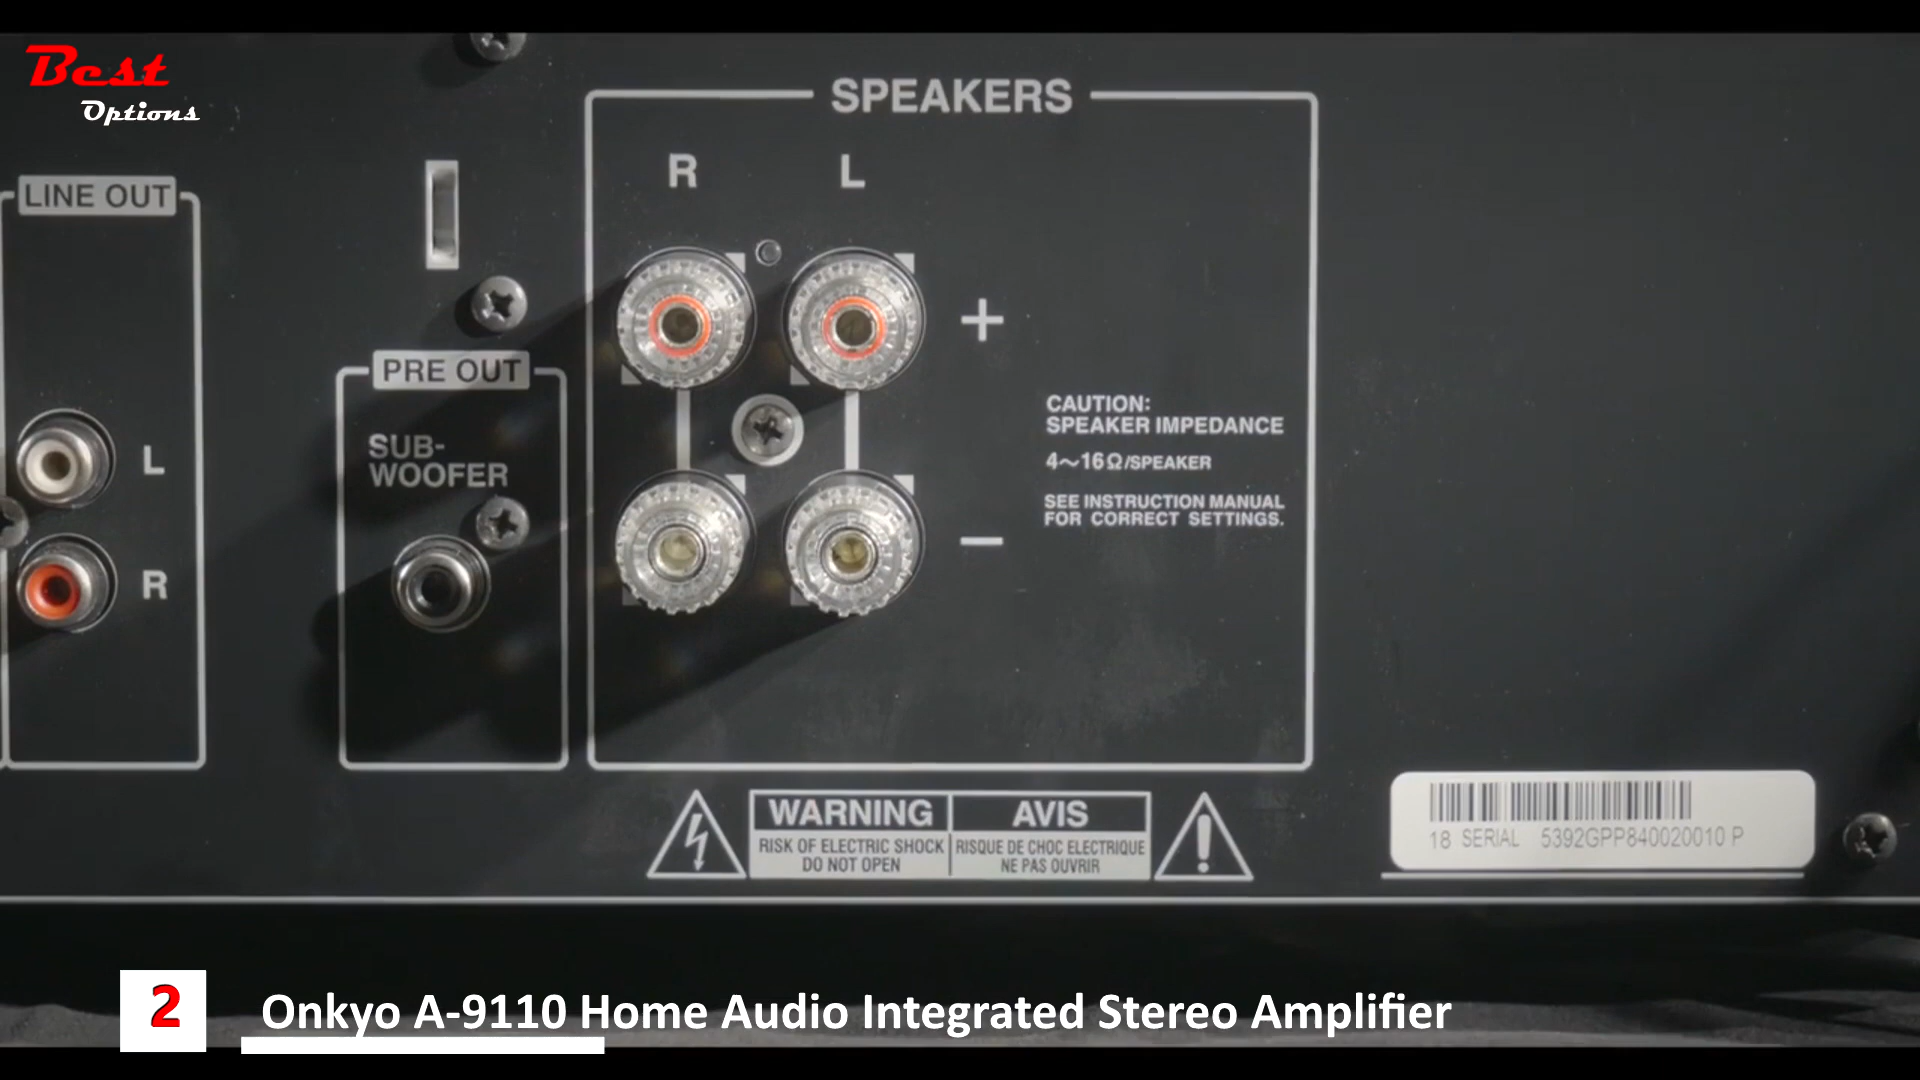 Best
Options
SPEAKERS
R L
LINE OUT
+
PRE OUT
CAUTION:
SPEAKER IMPEDANCE
SUB-
WOOFER
L
4～16Ω/SPEAKER
SEE INSTRUCTION MANUAL
FOR CORRECT SETTINGS.
−
R
WARNING
RISK OF ELECTRIC SHOCK
DO NOT OPEN
AVIS
RISQUE DE CHOC ELECTRIQUE
NE PAS OUVRIR
18 SERIAL 5392GPP840020010 P
2
Onkyo A-9110 Home Audio Integrated Stereo Amplifier